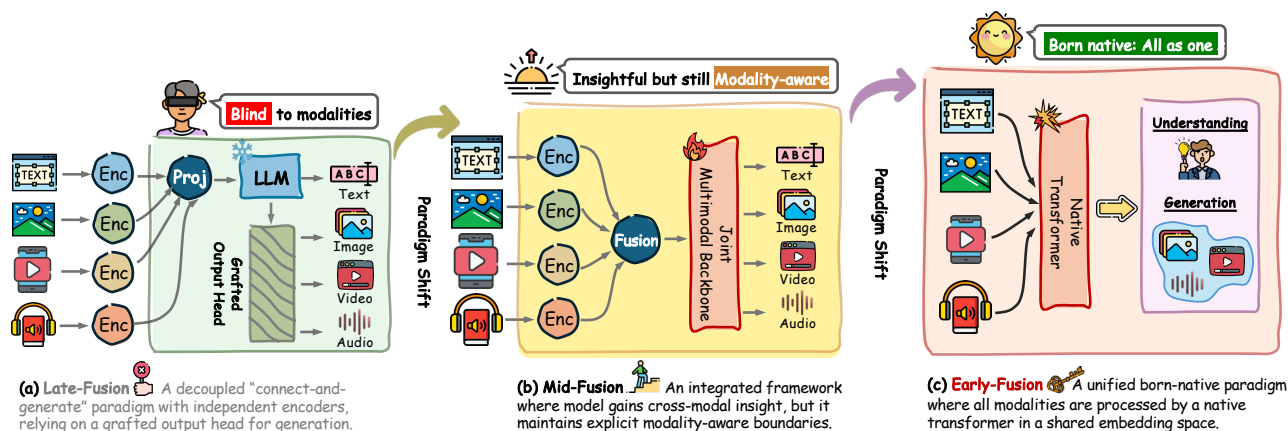 Blind to modalities
TEXT
Enc
Enc
Enc
Enc
Proj
LLM
Grafted
Output Head
ABC
Text
Image
Video
Audio
(a) Late-Fusion A decoupled “connect-and-
generate” paradigm with independent encoders,
relying on a grafted output head for generation.
Paradigm Shift
Insightful but still Modality-aware
TEXT
Enc
Enc
Enc
Enc
Fusion
Joint
Multimodal Backbone
ABC
Text
Image
Video
Audio
(b) Mid-Fusion An integrated framework
where model gains cross-modal insight, but it
maintains explicit modality-aware boundaries.
Paradigm Shift
Born native: All as one
TEXT
Native
Transformer
Understanding
Generation
(c) Early-Fusion A unified born-native paradigm
where all modalities are processed by a native
transformer in a shared embedding space.